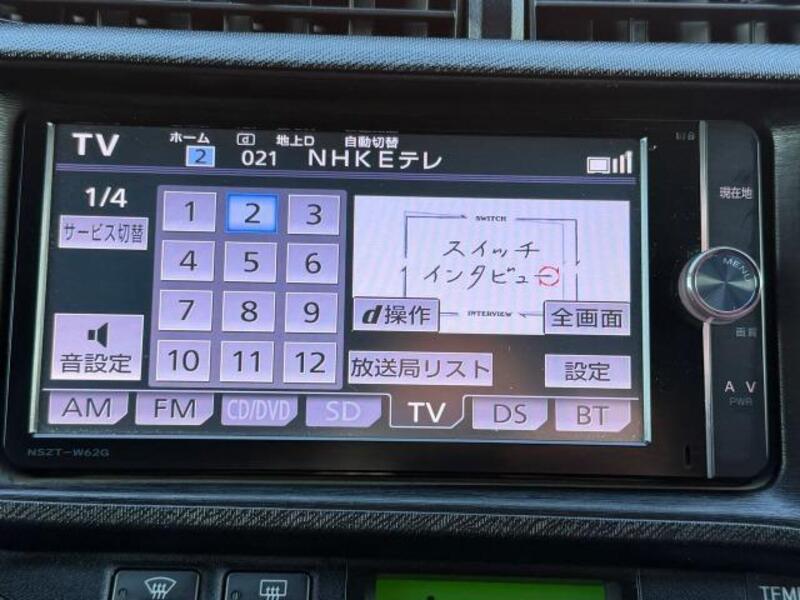 TV ホーム 2 d 地上D 自動切替
021 NHKEテレ
1/4
サービス切替
1 2 3
4 5 6
7 8 9
10 11 12
SWITCH
スイッチ
インタビュー
INTERVIEW
d操作
全画面
音設定
放送局リスト
設定
AM FM CD/DVD SD TV DS BT
NSZT-W62G
現在地
MENU
画質
AV
PWR
TEMP